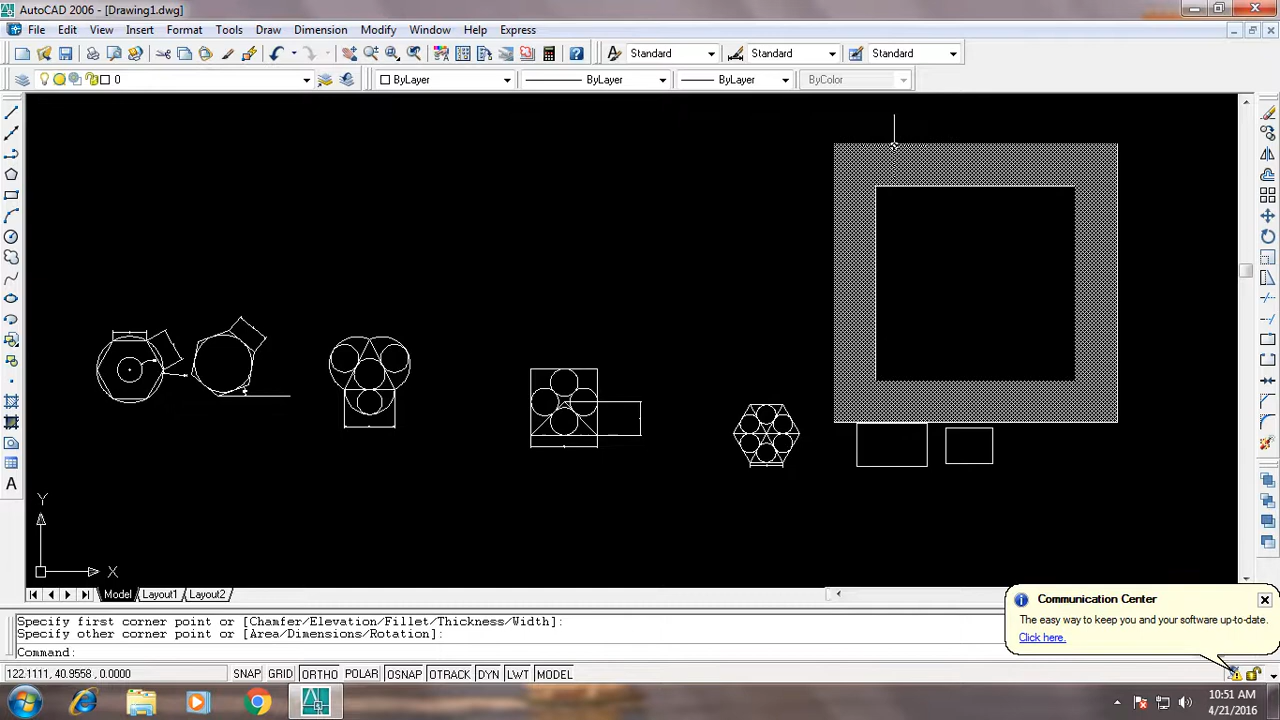 AutoCAD 2006 - [Drawing1.dwg]
File Edit View Insert Format Tools Draw Dimension Modify Window Help Express
Standard Standard Standard
0 ByLayer ByLayer ByLayer ByColor
A
Y
X
Model Layout1 Layout2
Communication Center
The easy way to keep you and your software up-to-date.
Click here.
Specify first corner point or [Chamfer/Elevation/Fillet/Thickness/Width]:
Specify other corner point or [Area/Dimensions/Rotation]:
Command:
122.1111, 40.9558, 0.0000 SNAP GRID ORTHO POLAR OSNAP OTRACK DYN LWT MODEL
10:51 AM
4/21/2016